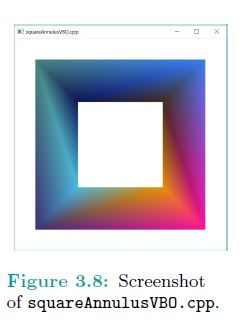 squareAnnulusVBO.cpp
Figure 3.8: Screenshot
of squareAnnulusVBO.cpp.